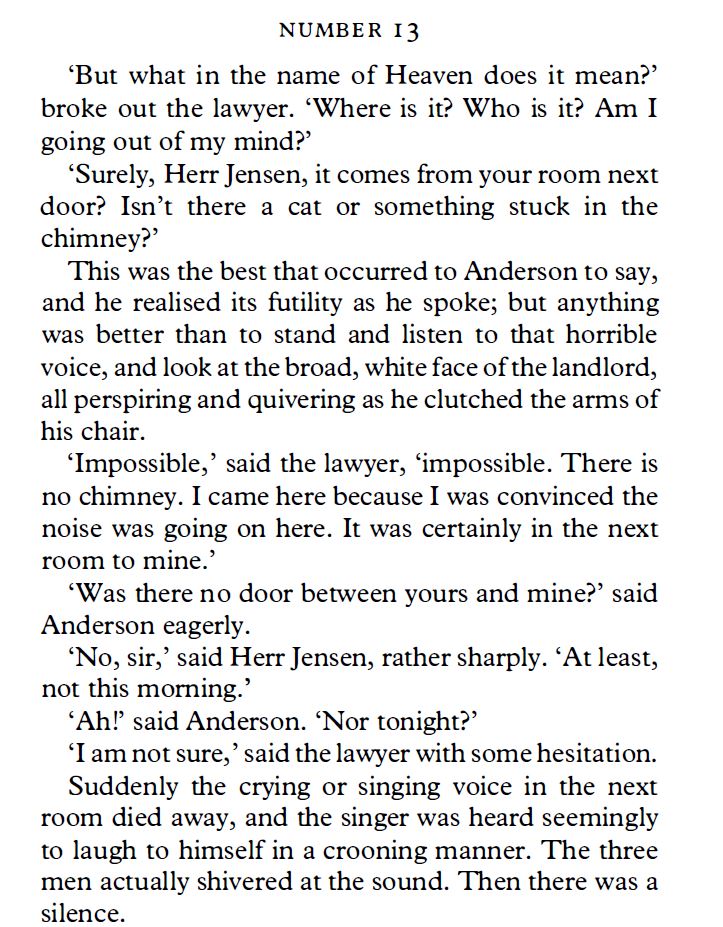 NUMBER 13
‘But what in the name of Heaven does it mean?’
broke out the lawyer. ‘Where is it? Who is it? Am I
going out of my mind?’
‘Surely, Herr Jensen, it comes from your room next
door? Isn’t there a cat or something stuck in the
chimney?’
This was the best that occurred to Anderson to say,
and he realised its futility as he spoke; but anything
was better than to stand and listen to that horrible
voice, and look at the broad, white face of the landlord,
all perspiring and quivering as he clutched the arms of
his chair.
‘Impossible,’ said the lawyer, ‘impossible. There is
no chimney. I came here because I was convinced the
noise was going on here. It was certainly in the next
room to mine.’
‘Was there no door between yours and mine?’ said
Anderson eagerly.
‘No, sir,’ said Herr Jensen, rather sharply. ‘At least,
not this morning.’
‘Ah!’ said Anderson. ‘Nor tonight?’
‘I am not sure,’ said the lawyer with some hesitation.
Suddenly the crying or singing voice in the next
room died away, and the singer was heard seemingly
to laugh to himself in a crooning manner. The three
men actually shivered at the sound. Then there was a
silence.